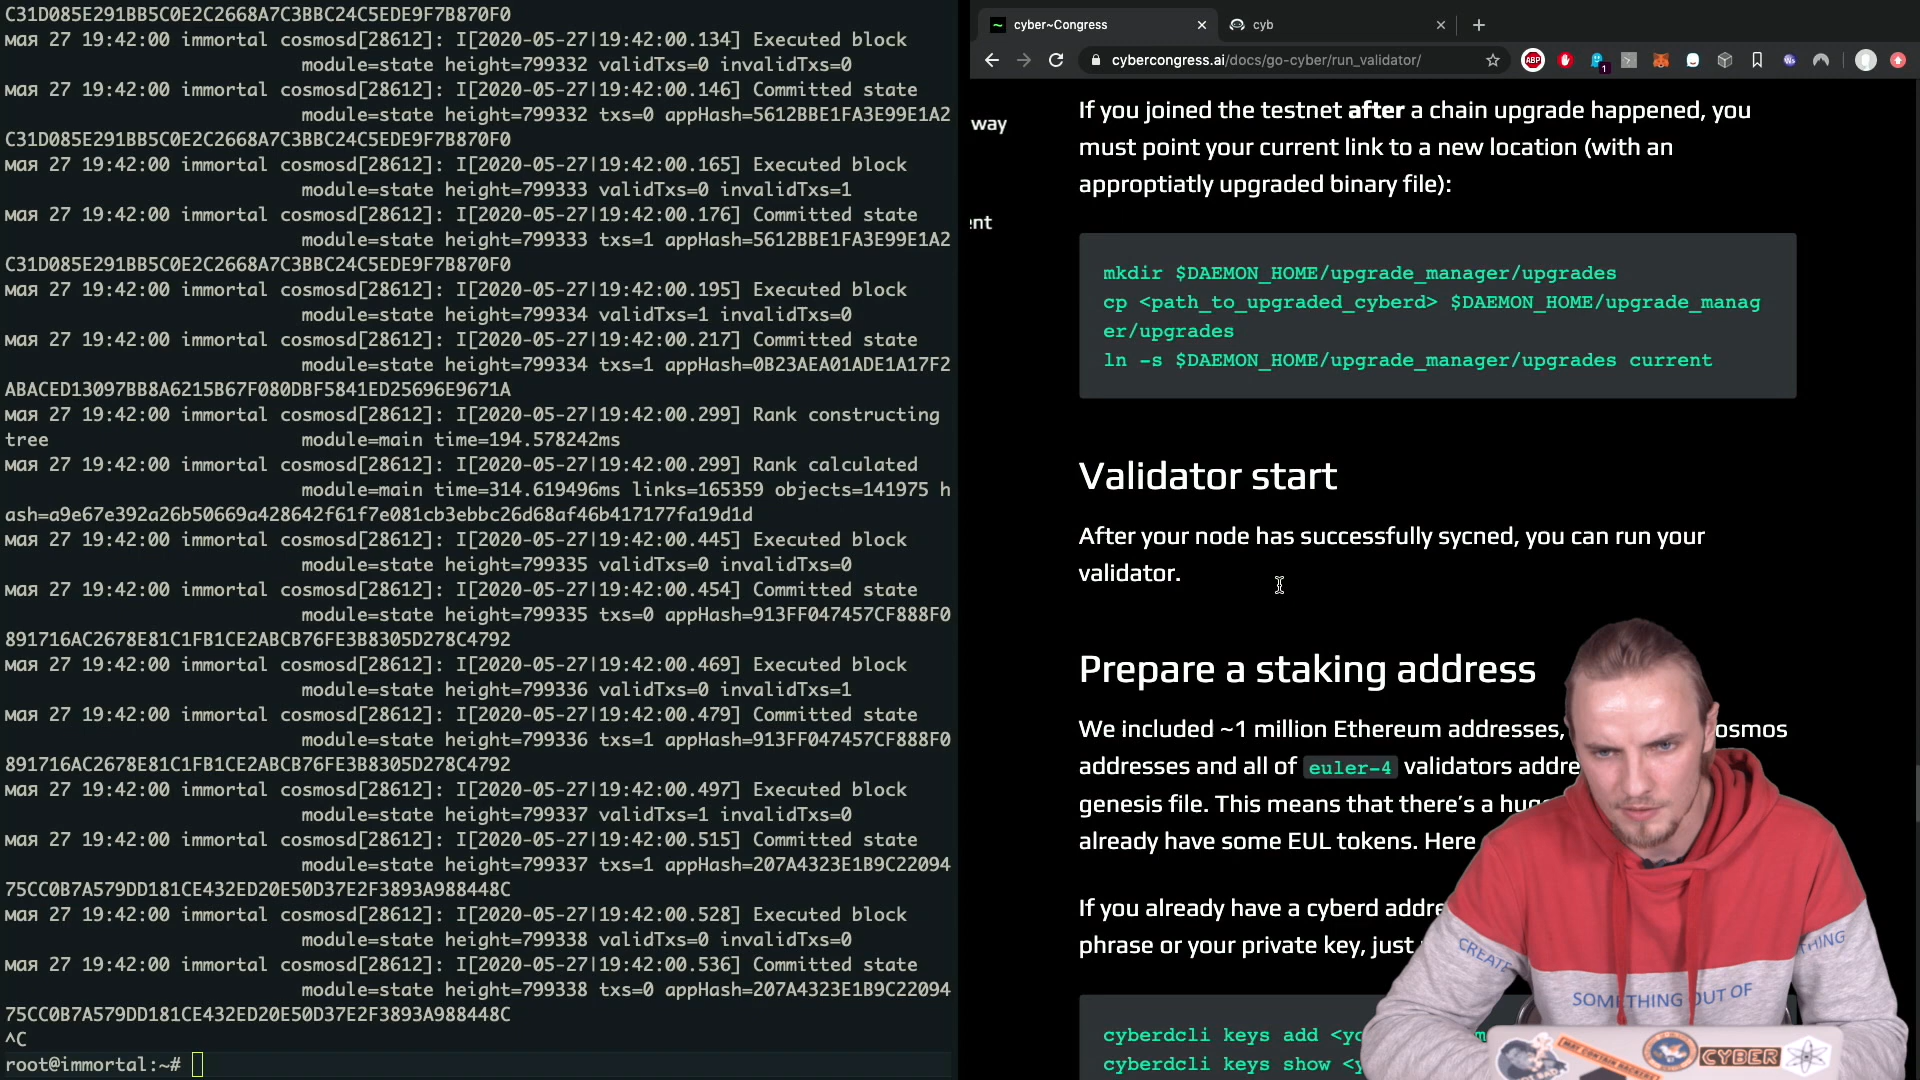 C31D085E291BB5C0E2C2668A7C3BBC24C5EDE9F7B870F0
мая 27 19:42:00 immortal cosmosd[28612]: I[2020-05-27|19:42:00.134] Executed block
module=state height=799332 validTxs=0 invalidTxs=0
мая 27 19:42:00 immortal cosmosd[28612]: I[2020-05-27|19:42:00.146] Committed state
module=state height=799332 txs=0 appHash=5612BBE1FA3E99E1A2
C31D085E291BB5C0E2C2668A7C3BBC24C5EDE9F7B870F0
мая 27 19:42:00 immortal cosmosd[28612]: I[2020-05-27|19:42:00.165] Executed block
module=state height=799333 validTxs=0 invalidTxs=1
мая 27 19:42:00 immortal cosmosd[28612]: I[2020-05-27|19:42:00.176] Committed state
module=state height=799333 txs=1 appHash=5612BBE1FA3E99E1A2
C31D085E291BB5C0E2C2668A7C3BBC24C5EDE9F7B870F0
мая 27 19:42:00 immortal cosmosd[28612]: I[2020-05-27|19:42:00.195] Executed block
module=state height=799334 validTxs=1 invalidTxs=0
мая 27 19:42:00 immortal cosmosd[28612]: I[2020-05-27|19:42:00.217] Committed state
module=state height=799334 txs=1 appHash=0B23AEA01ADE1A17F2
ABACED13097BB8A6215B67F080DBF5841ED25696E9671A
мая 27 19:42:00 immortal cosmosd[28612]: I[2020-05-27|19:42:00.299] Rank constructing
tree module=main time=194.578242ms
мая 27 19:42:00 immortal cosmosd[28612]: I[2020-05-27|19:42:00.299] Rank calculated
module=main time=314.619496ms links=165359 objects=141975 h
ash=a9e67e392a26b50669a428642f61f7e081cb3ebbc26d68af46b417177fa19d1d
мая 27 19:42:00 immortal cosmosd[28612]: I[2020-05-27|19:42:00.445] Executed block
module=state height=799335 validTxs=0 invalidTxs=0
мая 27 19:42:00 immortal cosmosd[28612]: I[2020-05-27|19:42:00.454] Committed state
module=state height=799335 txs=0 appHash=913FF047457CF888F0
891716AC2678E81C1FB1CE2ABCB76FE3B8305D278C4792
мая 27 19:42:00 immortal cosmosd[28612]: I[2020-05-27|19:42:00.469] Executed block
module=state height=799336 validTxs=0 invalidTxs=1
мая 27 19:42:00 immortal cosmosd[28612]: I[2020-05-27|19:42:00.479] Committed state
module=state height=799336 txs=1 appHash=913FF047457CF888F0
891716AC2678E81C1FB1CE2ABCB76FE3B8305D278C4792
мая 27 19:42:00 immortal cosmosd[28612]: I[2020-05-27|19:42:00.497] Executed block
module=state height=799337 validTxs=1 invalidTxs=0
мая 27 19:42:00 immortal cosmosd[28612]: I[2020-05-27|19:42:00.515] Committed state
module=state height=799337 txs=1 appHash=207A4323E1B9C22094
75CC0B7A579DD181CE432ED20E50D37E2F3893A988448C
мая 27 19:42:00 immortal cosmosd[28612]: I[2020-05-27|19:42:00.528] Executed block
module=state height=799338 validTxs=0 invalidTxs=0
мая 27 19:42:00 immortal cosmosd[28612]: I[2020-05-27|19:42:00.536] Committed state
module=state height=799338 txs=0 appHash=207A4323E1B9C22094
75CC0B7A579DD181CE432ED20E50D37E2F3893A988448C
^C
root@immortal:~#
cyber~Congress
cyb
cybercongress.ai/docs/go-cyber/run_validator/
ABP
1
way
If you joined the testnet after a chain upgrade happened, you
must point your current link to a new location (with an
approptiatly upgraded binary file):
mkdir $DAEMON_HOME/upgrade_manager/upgrades
cp <path_to_upgraded_cyberd> $DAEMON_HOME/upgrade_manag
er/upgrades
ln -s $DAEMON_HOME/upgrade_manager/upgrades current
Validator start
After your node has successfully sycned, you can run your
validator.
Prepare a staking address
We included ~1 million Ethereum addresses,
addresses and all of euler-4 validators addre
genesis file. This means that there's a hug
already have some EUL tokens. Here
If you already have a cyberd addre
phrase or your private key, just
cyberdcli keys add <yo
cyberdcli keys show <y
SOMETHING OUT OF
CYBER